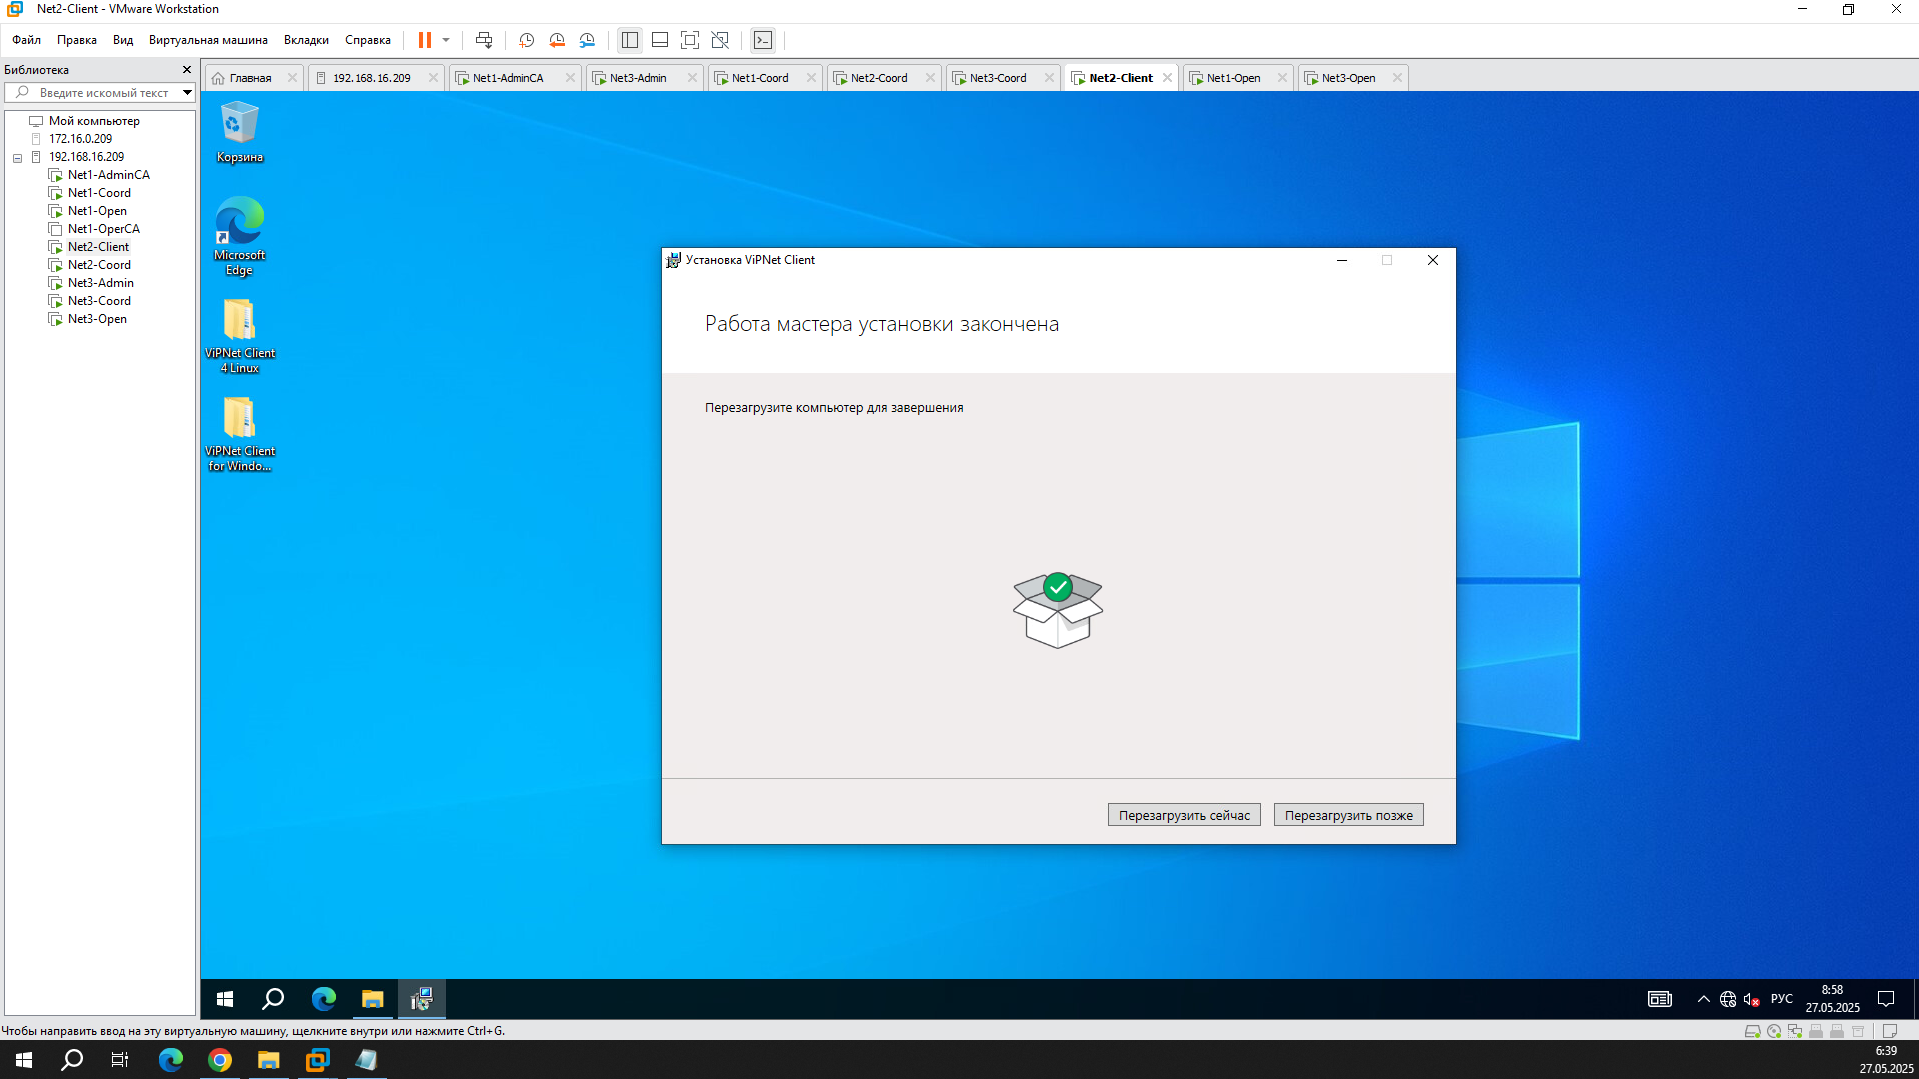 Net2-Client - VMware Workstation
Файл Правка Вид Виртуальная машина Вкладки Справка
Библиотека
Введите искомый текст
Мой компьютер
172.16.0.209
192.168.16.209
Net1-AdminCA
Net1-Coord
Net1-Open
Net1-OperCA
Net2-Client
Net2-Coord
Net3-Admin
Net3-Coord
Net3-Open
Главная 192.168.16.209 Net1-AdminCA Net3-Admin Net1-Coord Net2-Coord Net3-Coord Net2-Client Net1-Open Net3-Open
Корзина
Microsoft
Edge
ViPNet Client
4 Linux
ViPNet Client
for Windo...
Установка ViPNet Client
Работа мастера установки закончена
Перезагрузите компьютер для завершения
Перезагрузить сейчас Перезагрузить позже
РУС
8:58
27.05.2025
Чтобы направить ввод на эту виртуальную машину, щелкните внутри или нажмите Ctrl+G.
6:39
27.05.2025